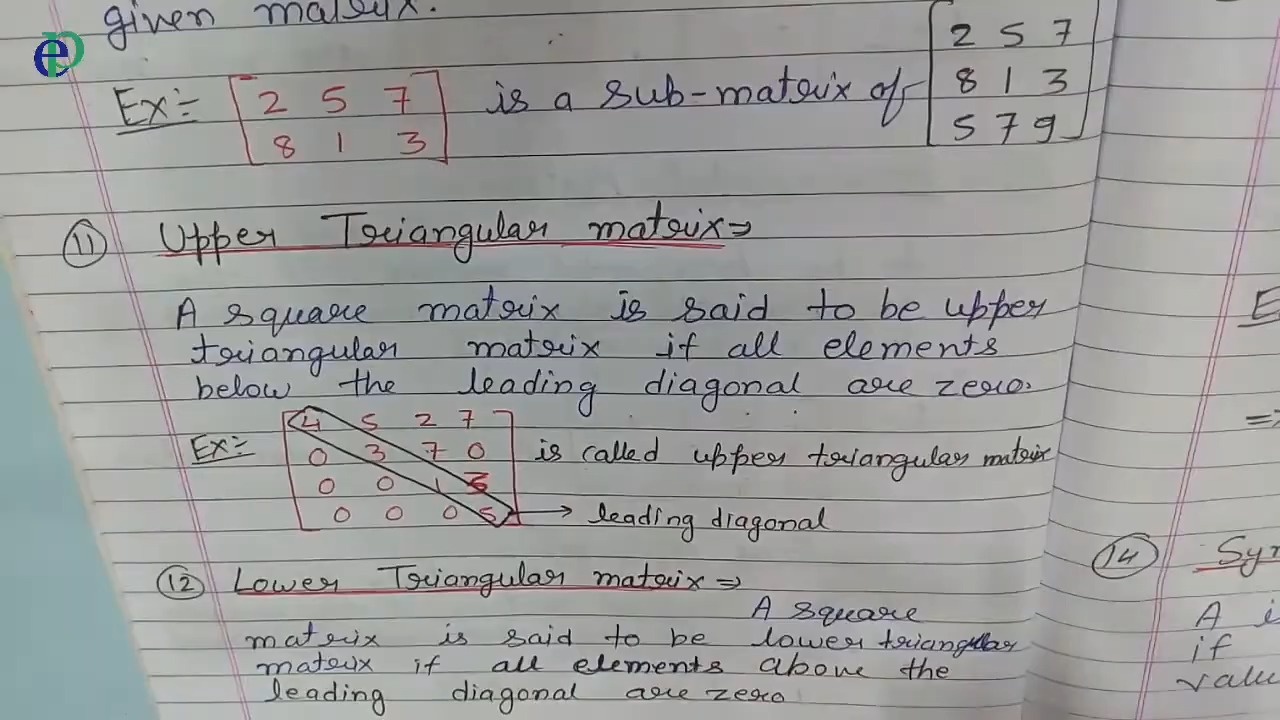 given matrix.
Ex:- [2 5 7
8 1 3] is a sub-matrix of [2 5 7
8 1 3
5 7 9]
11 Upper Triangular matrix ⇒
A square matrix is said to be upper
triangular matrix if all elements
below the leading diagonal are zero.
Ex:- [4 5 2 7
0 3 7 0
0 0 1
0 0 0 5] is called upper triangular matrix
→ leading diagonal
12 Lower Triangular matrix ⇒
A square
matrix is said to be lower triangular
matrix if all elements above the
leading diagonal are zero
14
A
if